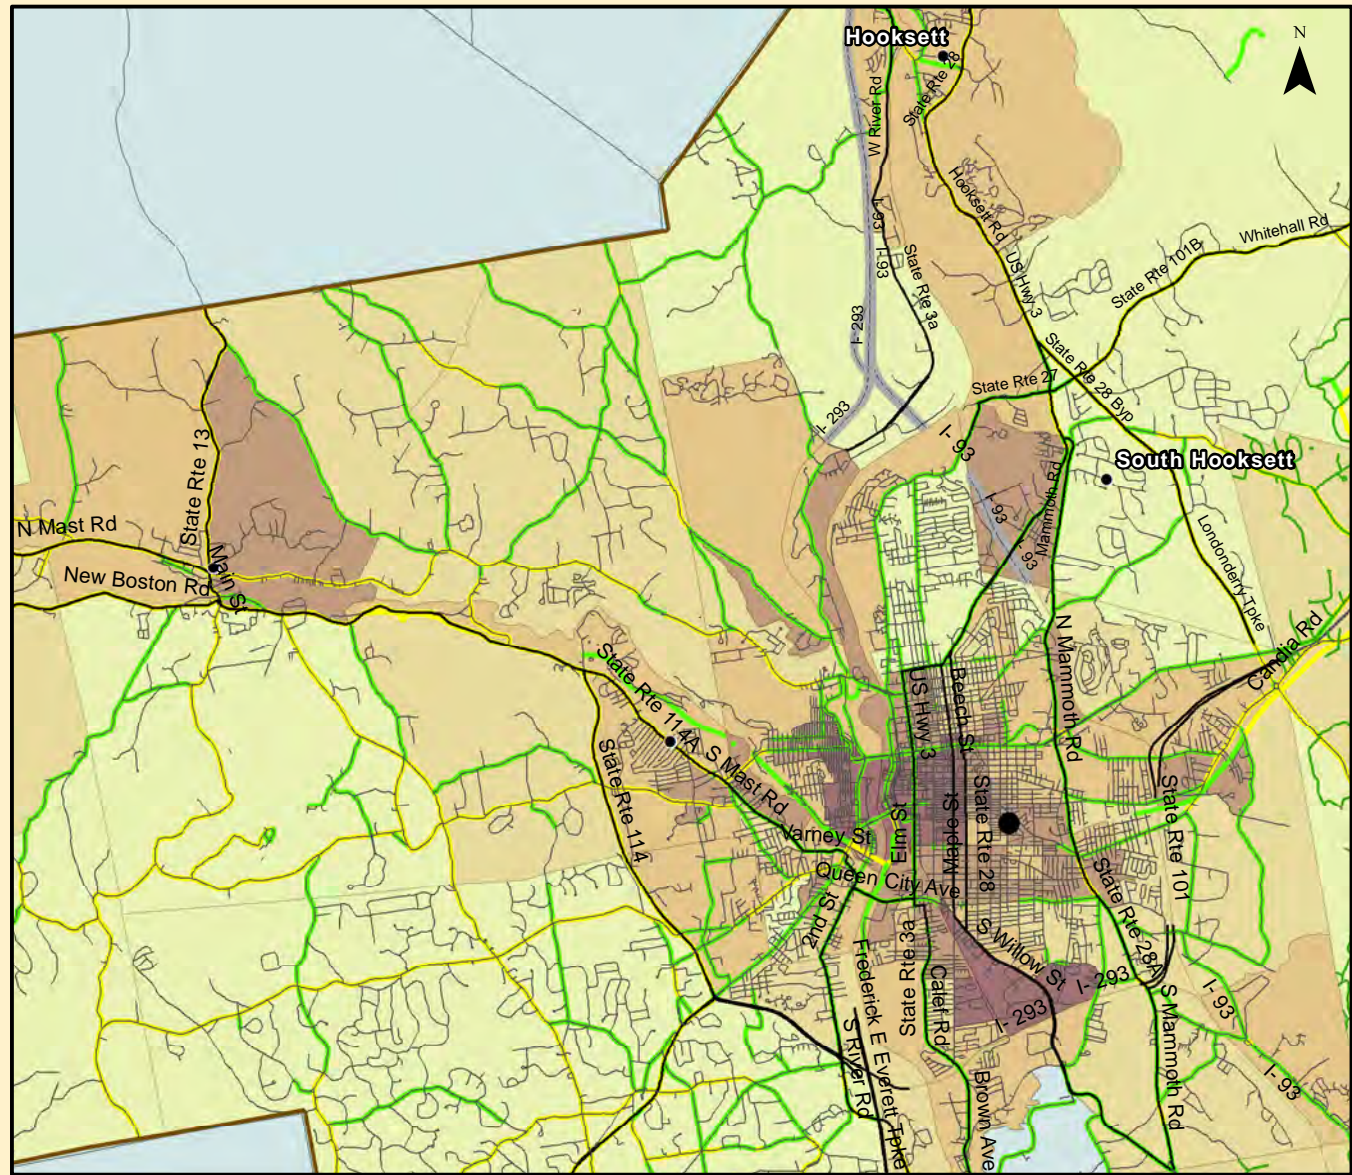 Hooksett
N
State Rte 28
W River Rd
Hooksett Rd
I-93
I-93
Whitehall Rd
State Rte 101B
US Hwy 3
State Rte 3a
I-293
State Rte 28 Byp
State Rte 27
I-293
I-93
South Hooksett
State Rte 13
Mammoth Rd
I-93
I-93
N Mast Rd
Main St
New Boston Rd
Londonderry Tpke
Candia Rd
N Mammoth Rd
State Rte 114A
Beech St
US Hwy 3
S Mast Rd
State Rte 114
State Rte 28
Maple St
Elm St
Varney St
State Rte 101
Queen City Ave
State Rte 28A
2nd St
S Willow St
State Rte 3a
Frederick E Everett Tpke
Calef Rd
I-293
I-293
I-93
S Mammoth Rd
S River Rd
Brown Ave
I-93